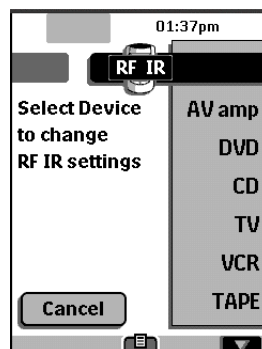 01:37pm
RF IR
Select Device
to change
RF IR settings
AV amp
DVD
CD
TV
VCR
TAPE
Cancel